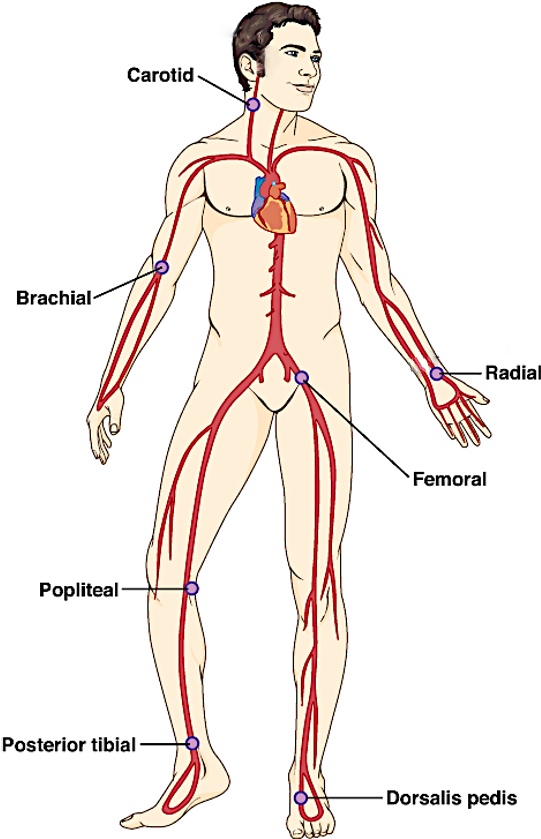 Carotid
Brachial
Radial
Femoral
Popliteal
Posterior tibial
Dorsalis pedis